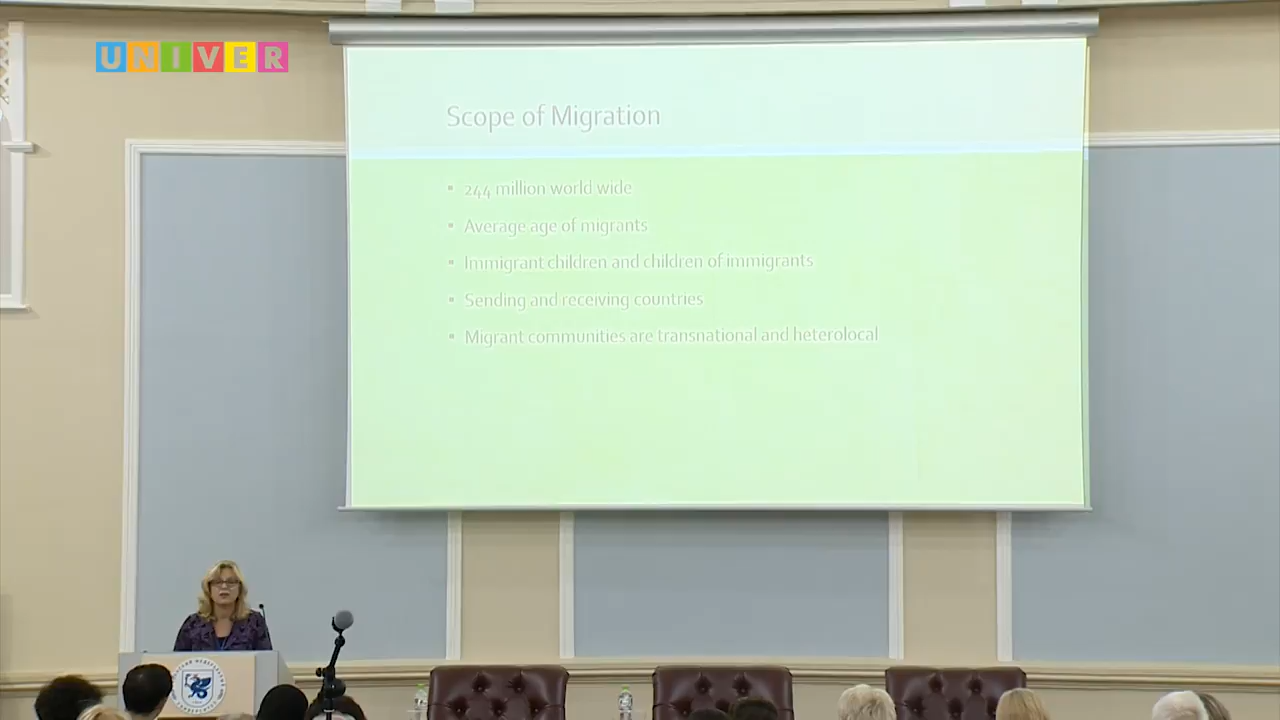 UNIVER
Scope of Migration
▪ 244 million world wide
▪ Average age of migrants
▪ Immigrant children and children of immigrants
▪ Sending and receiving countries
▪ Migrant communities are transnational and heterolocal